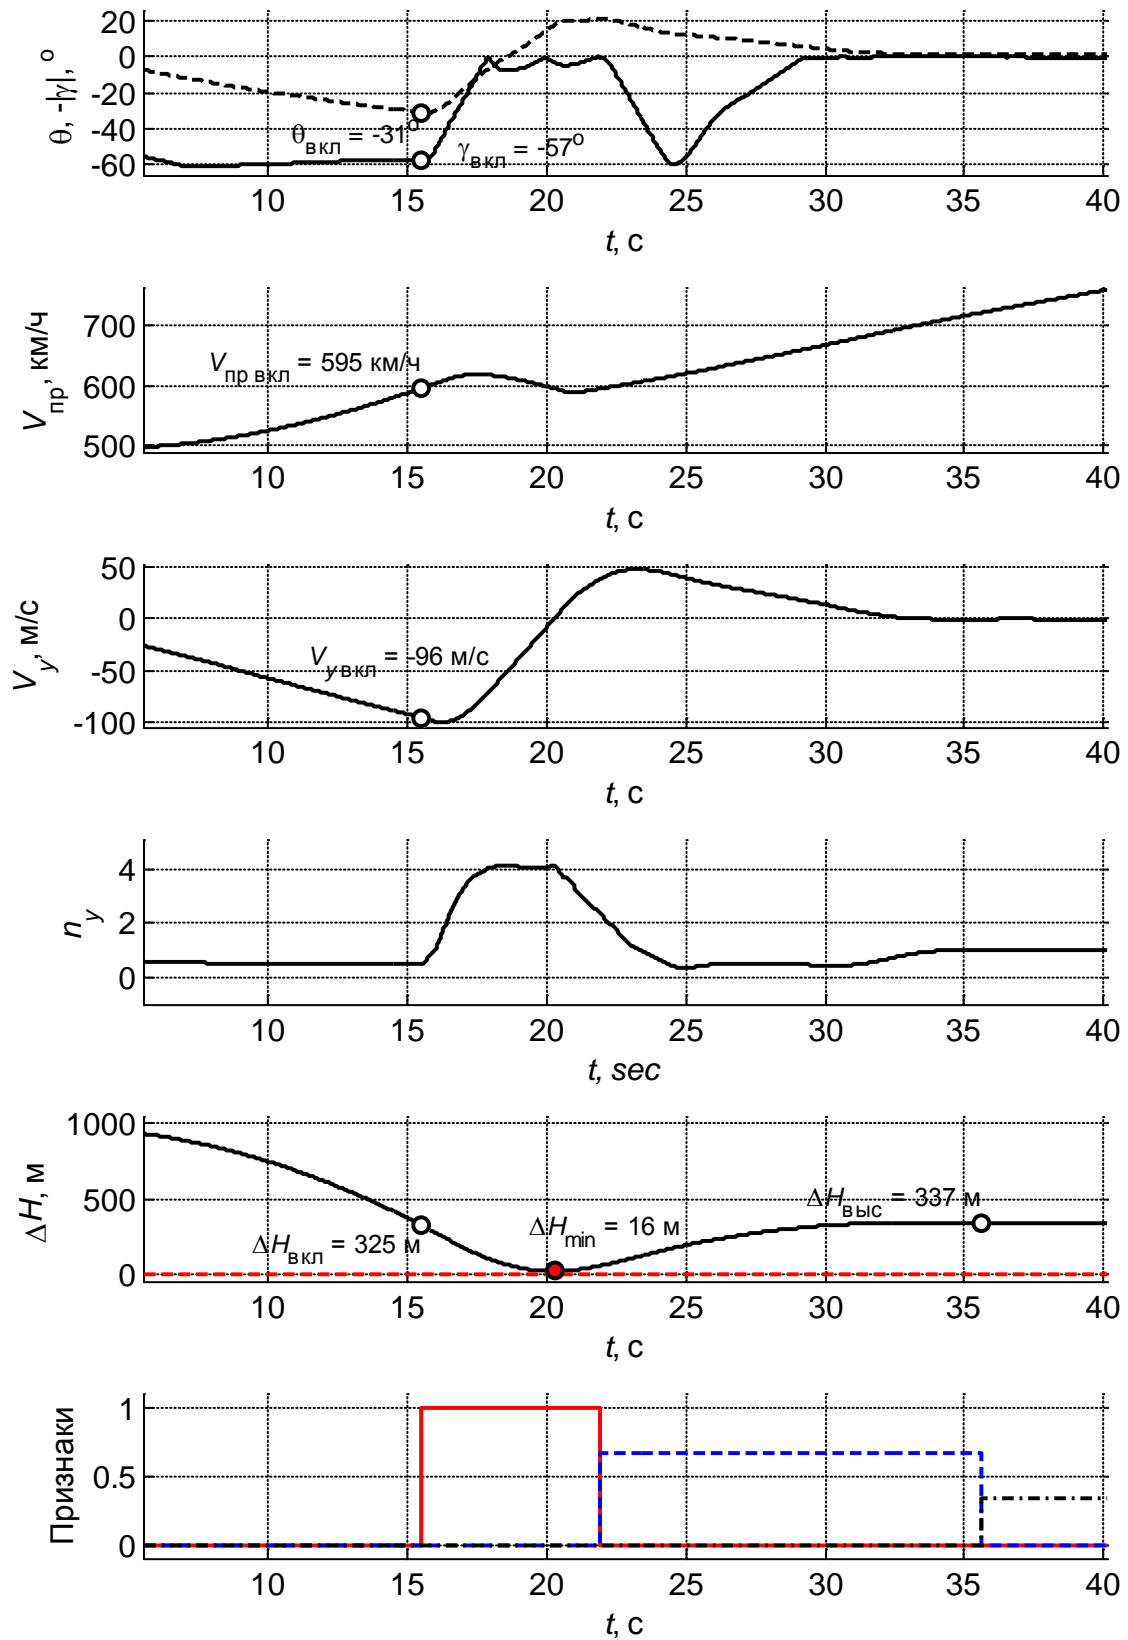 θ, -|γ|, °
20
0
-20
-40
-60
θвкл = -31°
γвкл = -57°
10 15 20 25 30 35 40
t, с
Vпр, км/ч
700
600
500
Vпр вкл = 595 км/ч
10 15 20 25 30 35 40
t, с
Vy, м/с
50
0
-50
-100
Vy вкл = -96 м/с
10 15 20 25 30 35 40
t, с
ny
4
2
0
10 15 20 25 30 35 40
t, sec
ΔH, м
1000
500
0
ΔHвкл = 325 м
ΔHmin = 16 м
ΔHвыс = 337 м
10 15 20 25 30 35 40
t, с
Признаки
1
0.5
0
10 15 20 25 30 35 40
t, с